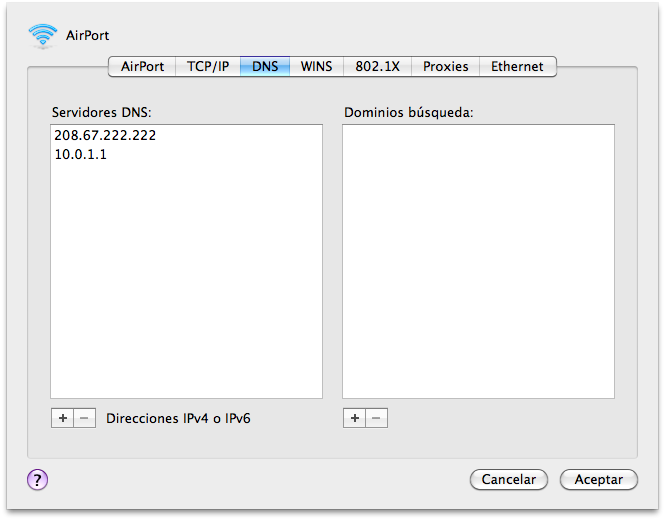 AirPort
AirPort TCP/IP DNS WINS 802.1X Proxies Ethernet
Servidores DNS: Dominios búsqueda:
208.67.222.222
10.0.1.1
+ − Direcciones IPv4 o IPv6 + −
? Cancelar Aceptar